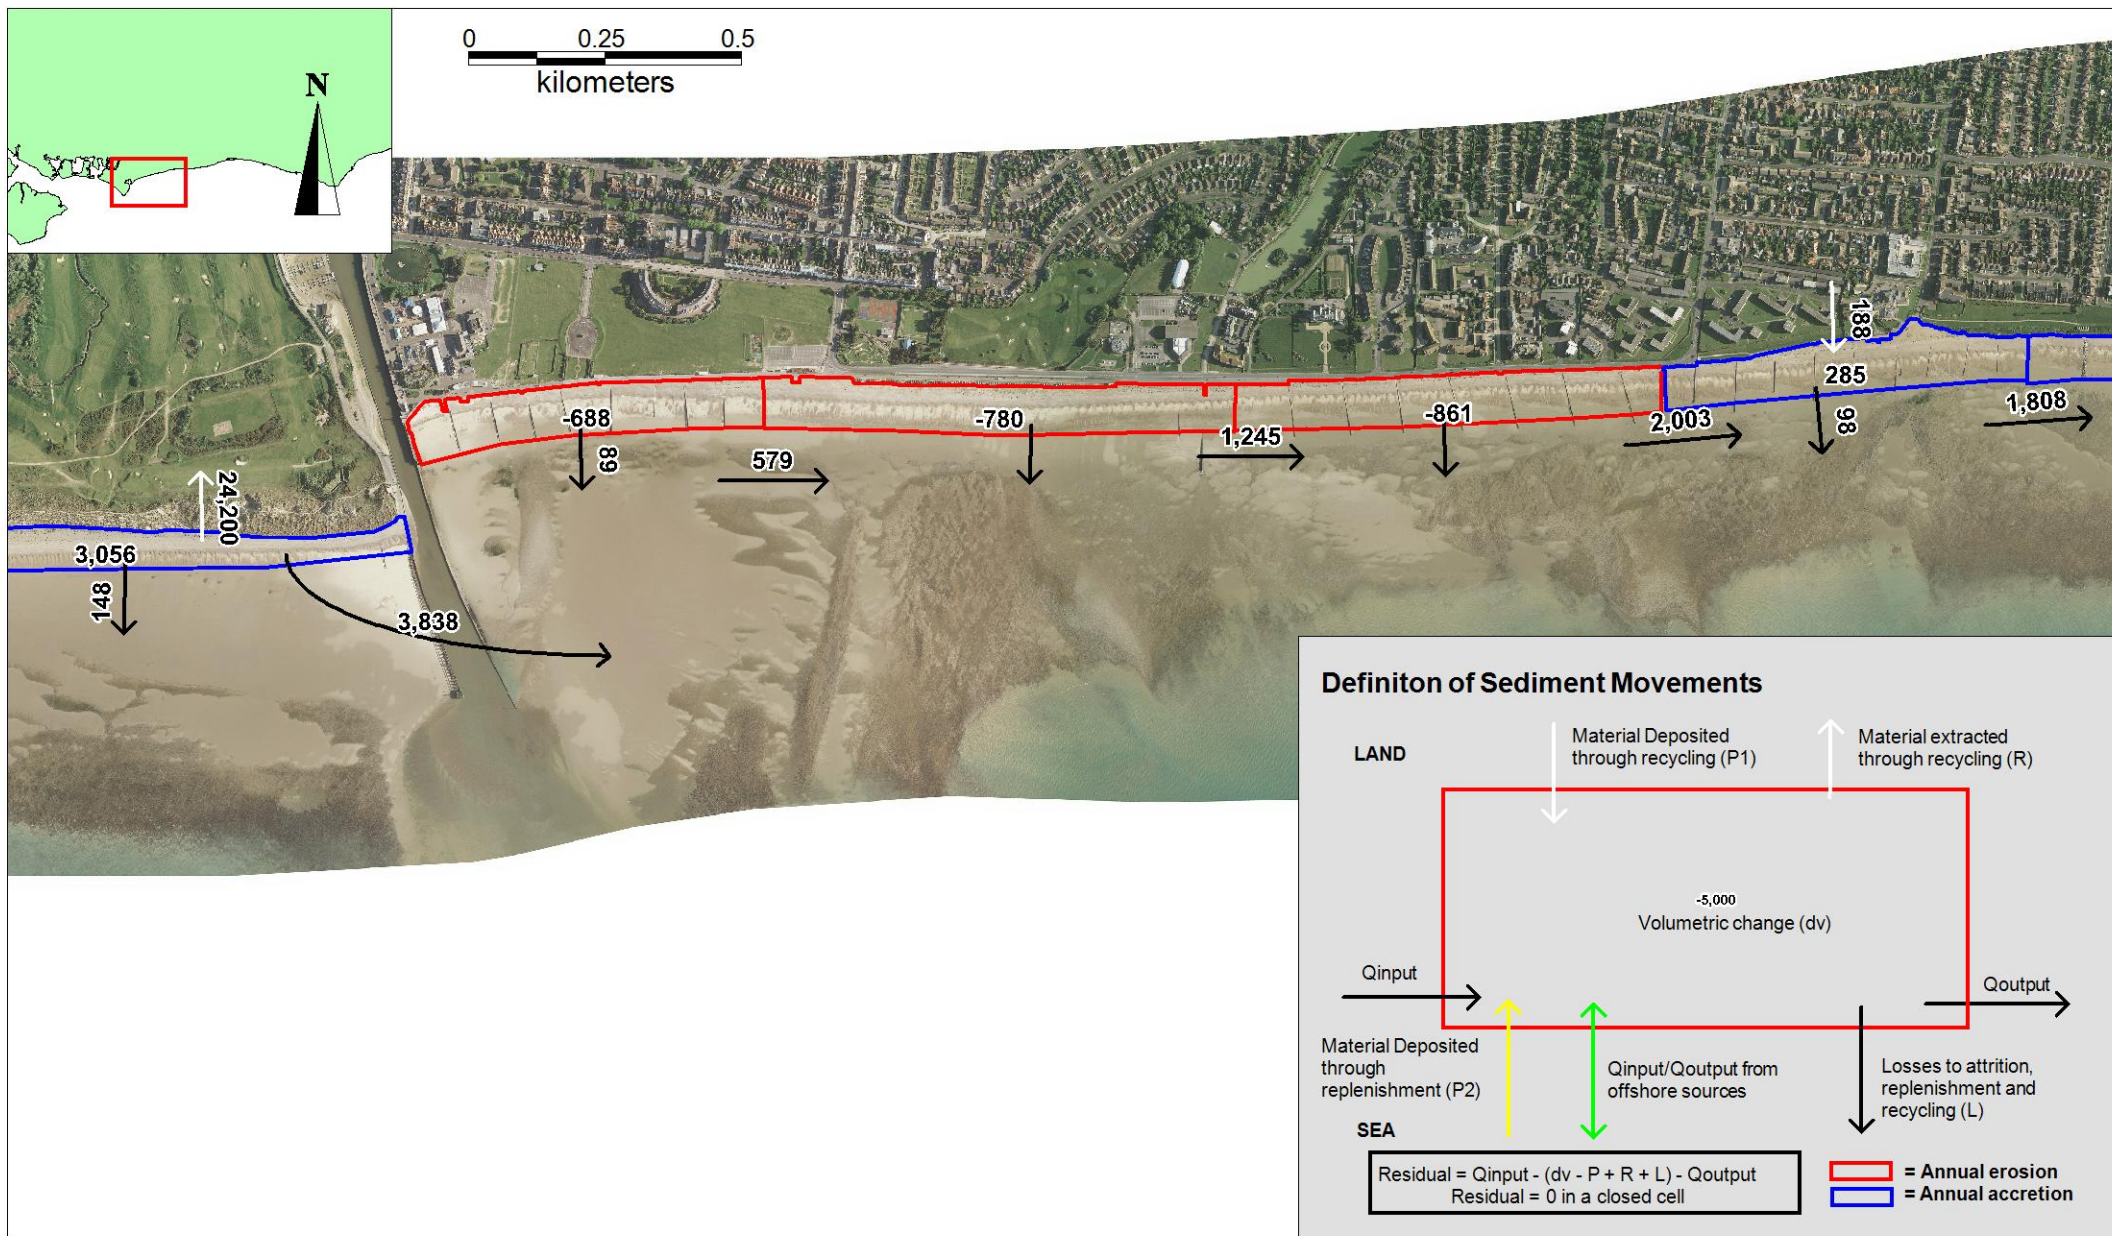 N
0 0.25 0.5
kilometers
188
285
98
1,808
-688
89
579
-780
1,245
-861
2,003
24,200
3,056
148
3,838
Definiton of Sediment Movements
LAND
Material Deposited
through recycling (P1)
Material extracted
through recycling (R)
-5,000
Volumetric change (dv)
Qinput
Qoutput
Material Deposited
through
replenishment (P2)
Qinput/Qoutput from
offshore sources
Losses to attrition,
replenishment and
recycling (L)
SEA
Residual = Qinput - (dv - P + R + L) - Qoutput
Residual = 0 in a closed cell
= Annual erosion
= Annual accretion